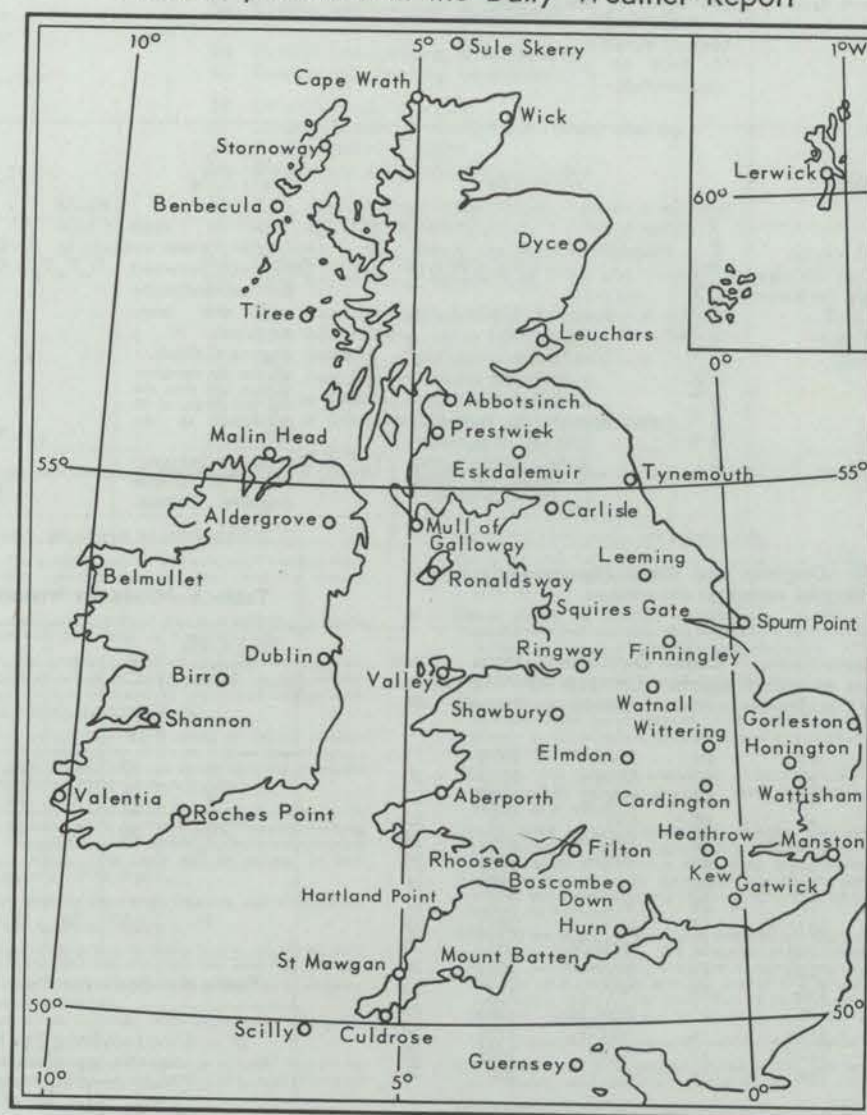 the Daily Weather Report
10°
5°
Sule Skerry
1°W
Cape Wrath
Wick
Stornoway
Lerwick
60°
Benbecula
Dyce
Tiree
Leuchars
0°
Abbotsinch
Malin Head
Prestwick
55°
Eskdalemuir
Tynemouth
55°
Aldergrove
Mull of
Galloway
Carlisle
Belmullet
Leeming
Ronaldsway
Squires Gate
Spurn Point
Dublin
Ringway
Finningley
Birr
Valley
Shannon
Shawbury
Watnall
Wittering
Gorleston
Elmdon
Honington
Valentia
Roches Point
Aberporth
Cardington
Wattisham
Rhoose
Filton
Heathrow
Manston
Kew
Boscombe
Down
Gatwick
Hartland Point
Hurn
St Mawgan
Mount Batten
50°
50°
Scilly
Culdrose
Guernsey
10°
5°
0°